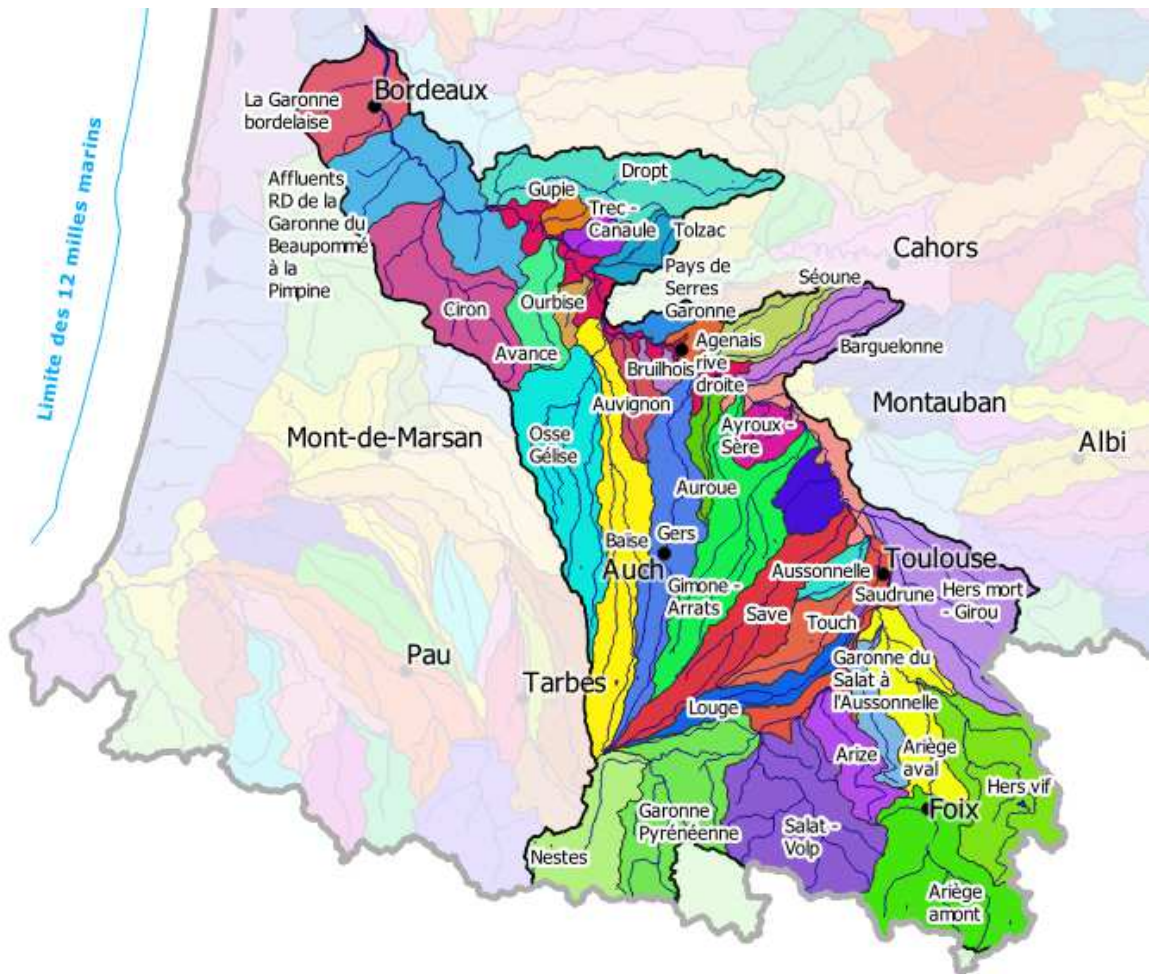 Bordeaux
La Garonne
bordelaise
Limite des 12 milles marins
Affluents
RD de la
Garonne du
Beaupommé
à la
Pimpine
Dropt
Gupie
Trec -
Canaule
Tolzac
Cahors
Pays de
Serres
Garonne
Séoune
Ciron
Ourbise
Avance
Agenais
rive
droite
Bruilhois
Barguelonne
Auvignon
Montauban
Mont-de-Marsan
Osse
Gélise
Ayroux -
Sère
Albi
Auroue
Baïse
Gers
Auch
Toulouse
Aussonnelle
Saudrune
Hers mort
- Girou
Gimone -
Arrats
Save
Touch
Pau
Tarbes
Garonne du
Salat à
l'Aussonnelle
Louge
Arize
Ariège
aval
Hers vif
Foix
Garonne
Pyrénéenne
Salat -
Volp
Nestes
Ariège
amont